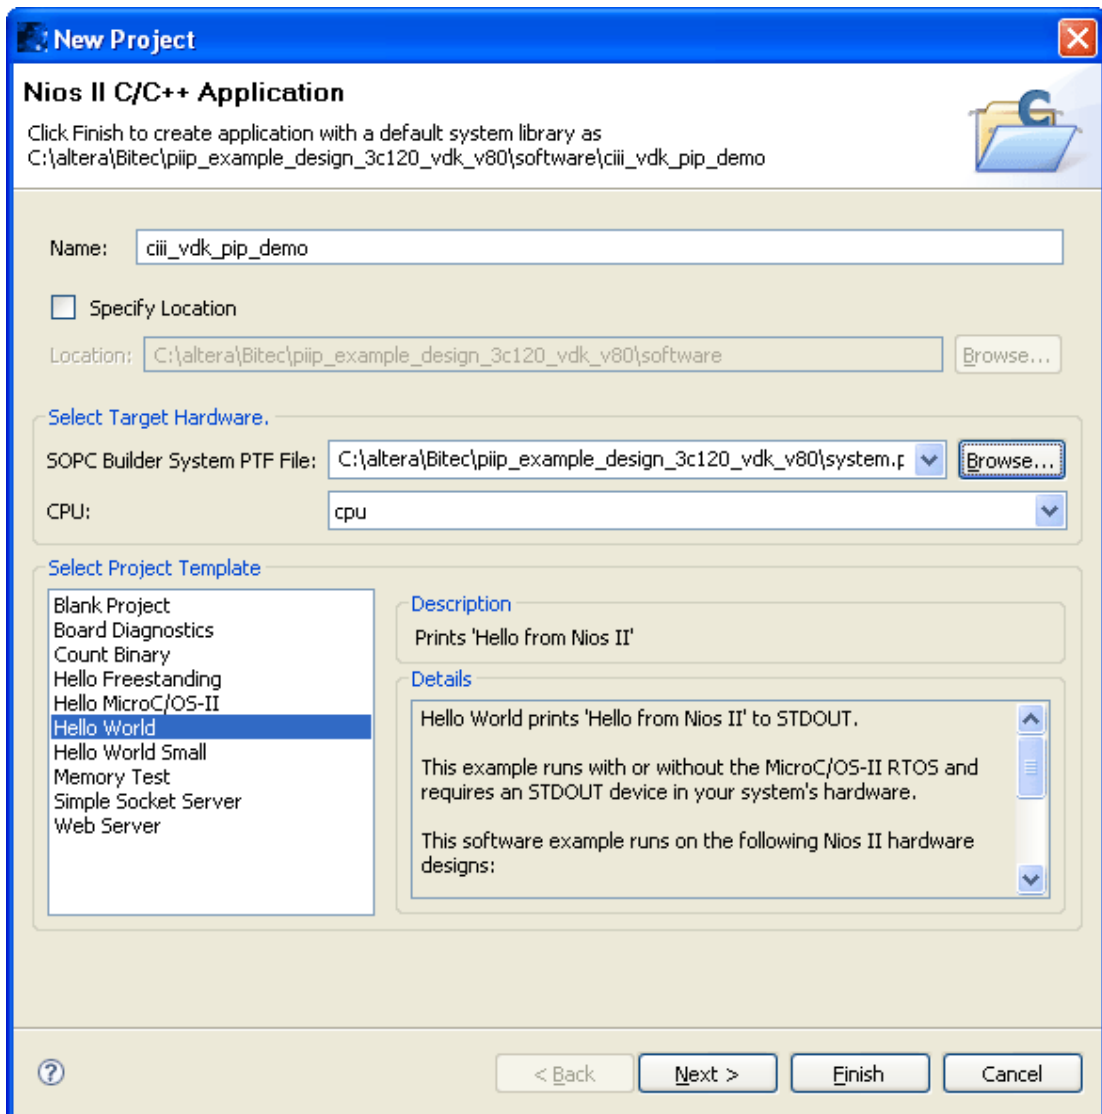 New Project
Nios II C/C++ Application
Click Finish to create application with a default system library as
C:\altera\Bitec\piip_example_design_3c120_vdk_v80\software\ciii_vdk_pip_demo
Name: ciii_vdk_pip_demo
Specify Location
Location: C:\altera\Bitec\piip_example_design_3c120_vdk_v80\software Browse...
Select Target Hardware.
SOPC Builder System PTF File: C:\altera\Bitec\piip_example_design_3c120_vdk_v80\system.p Browse...
CPU: cpu
Select Project Template
Blank Project
Board Diagnostics
Count Binary
Hello Freestanding
Hello MicroC/OS-II
Hello World
Hello World Small
Memory Test
Simple Socket Server
Web Server
Description
Prints 'Hello from Nios II'
Details
Hello World prints 'Hello from Nios II' to STDOUT.
This example runs with or without the MicroC/OS-II RTOS and
requires an STDOUT device in your system's hardware.
This software example runs on the following Nios II hardware
designs:
? < Back Next > Finish Cancel